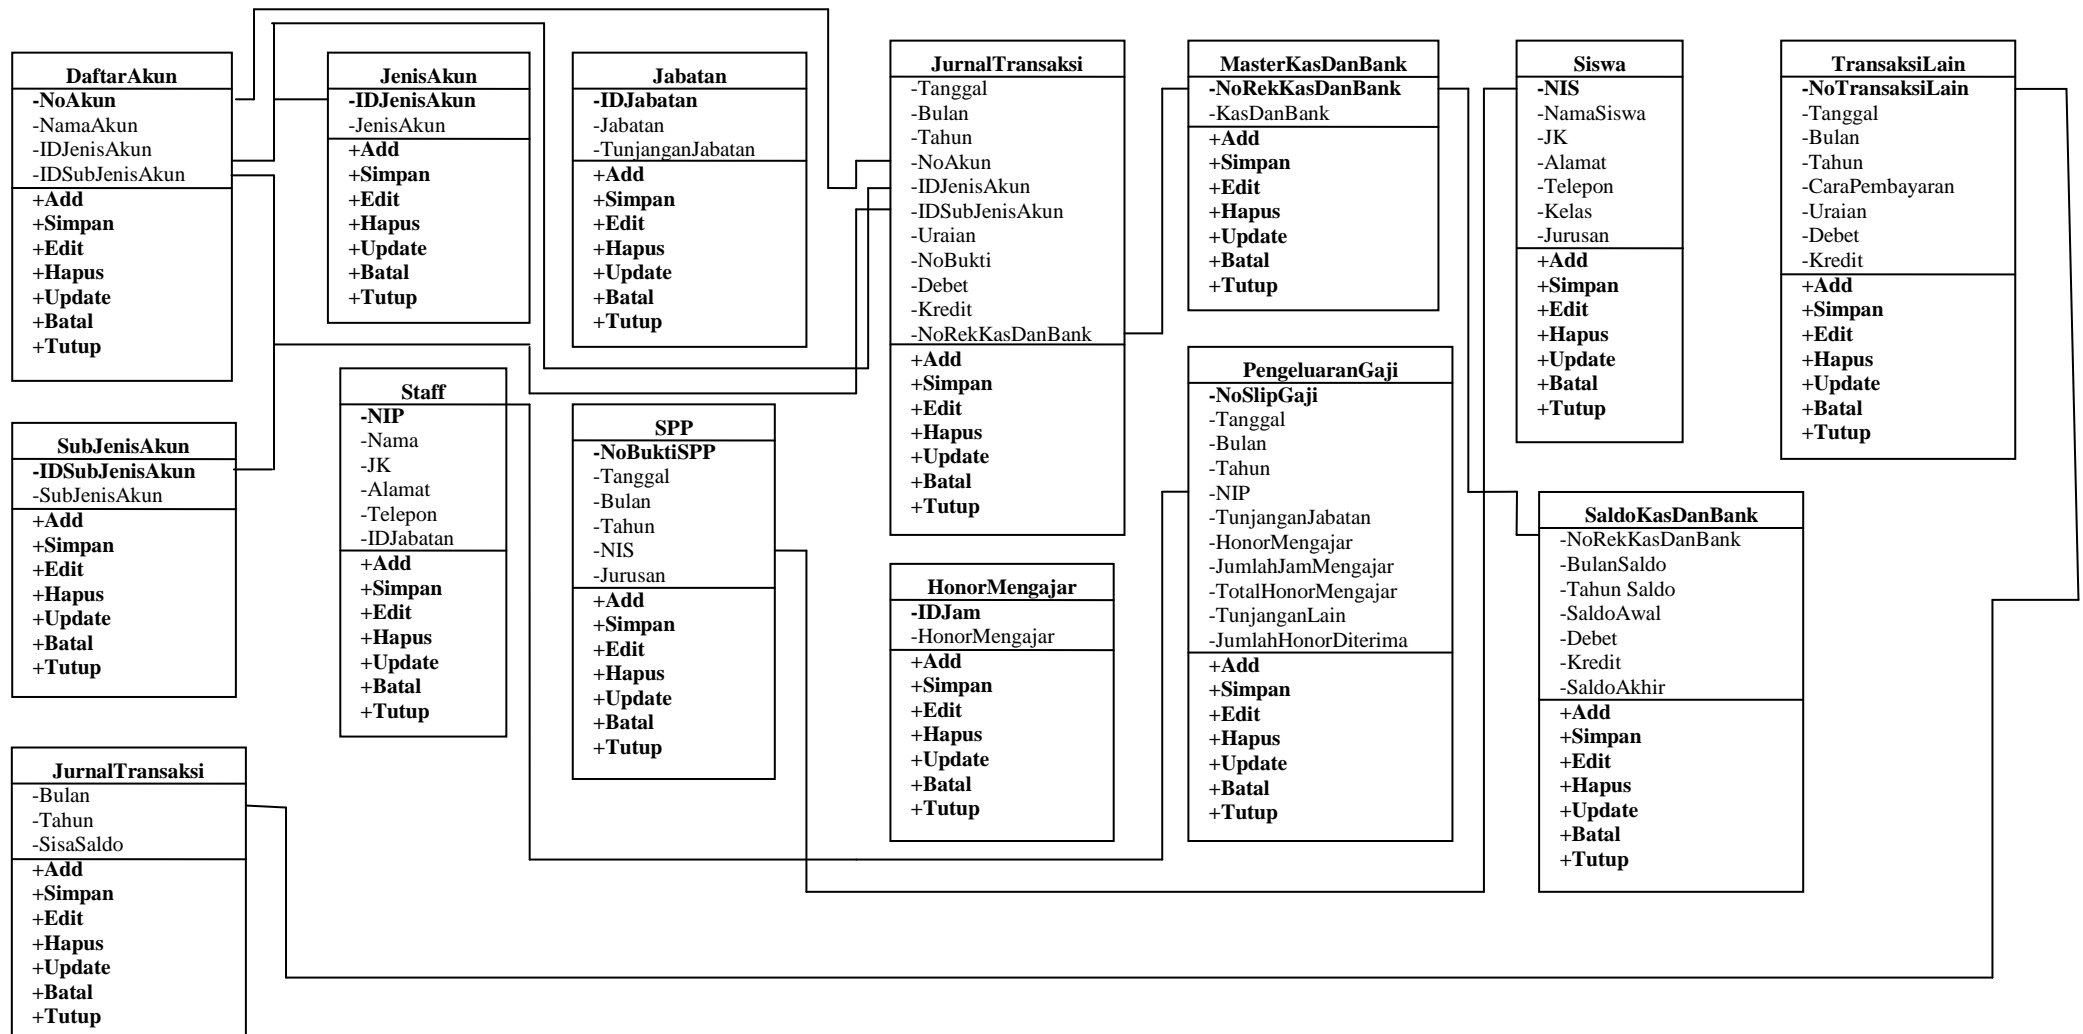 DaftarAkun
-NoAkun
-NamaAkun
-IDJenisAkun
-IDSubJenisAkun
+Add
+Simpan
+Edit
+Hapus
+Update
+Batal
+Tutup
JenisAkun
-IDJenisAkun
-JenisAkun
+Add
+Simpan
+Edit
+Hapus
+Update
+Batal
+Tutup
Jabatan
-IDJabatan
-Jabatan
-TunjanganJabatan
+Add
+Simpan
+Edit
+Hapus
+Update
+Batal
+Tutup
JurnalTransaksi
-Tanggal
-Bulan
-Tahun
-NoAkun
-IDJenisAkun
-IDSubJenisAkun
-Uraian
-NoBukti
-Debet
-Kredit
-NoRekKasDanBank
+Add
+Simpan
+Edit
+Hapus
+Update
+Batal
+Tutup
MasterKasDanBank
-NoRekKasDanBank
-KasDanBank
+Add
+Simpan
+Edit
+Hapus
+Update
+Batal
+Tutup
Siswa
-NIS
-NamaSiswa
-JK
-Alamat
-Telepon
-Kelas
-Jurusan
+Add
+Simpan
+Edit
+Hapus
+Update
+Batal
+Tutup
TransaksiLain
-NoTransaksiLain
-Tanggal
-Bulan
-Tahun
-CaraPembayaran
-Uraian
-Debet
-Kredit
+Add
+Simpan
+Edit
+Hapus
+Update
+Batal
+Tutup
SubJenisAkun
-IDSubJenisAkun
-SubJenisAkun
+Add
+Simpan
+Edit
+Hapus
+Update
+Batal
+Tutup
Staff
-NIP
-Nama
-JK
-Alamat
-Telepon
-IDJabatan
+Add
+Simpan
+Edit
+Hapus
+Update
+Batal
+Tutup
SPP
-NoBuktiSPP
-Tanggal
-Bulan
-Tahun
-NIS
-Jurusan
+Add
+Simpan
+Edit
+Hapus
+Update
+Batal
+Tutup
HonorMengajar
-IDJam
-HonorMengajar
+Add
+Simpan
+Edit
+Hapus
+Update
+Batal
+Tutup
PengeluaranGaji
-NoSlipGaji
-Tanggal
-Bulan
-Tahun
-NIP
-TunjanganJabatan
-HonorMengajar
-JumlahJamMengajar
-TotalHonorMengajar
-TunjanganLain
-JumlahHonorDiterima
+Add
+Simpan
+Edit
+Hapus
+Update
+Batal
+Tutup
SaldoKasDanBank
-NoRekKasDanBank
-BulanSaldo
-Tahun Saldo
-SaldoAwal
-Debet
-Kredit
-SaldoAkhir
+Add
+Simpan
+Edit
+Hapus
+Update
+Batal
+Tutup
JurnalTransaksi
-Bulan
-Tahun
-SisaSaldo
+Add
+Simpan
+Edit
+Hapus
+Update
+Batal
+Tutup